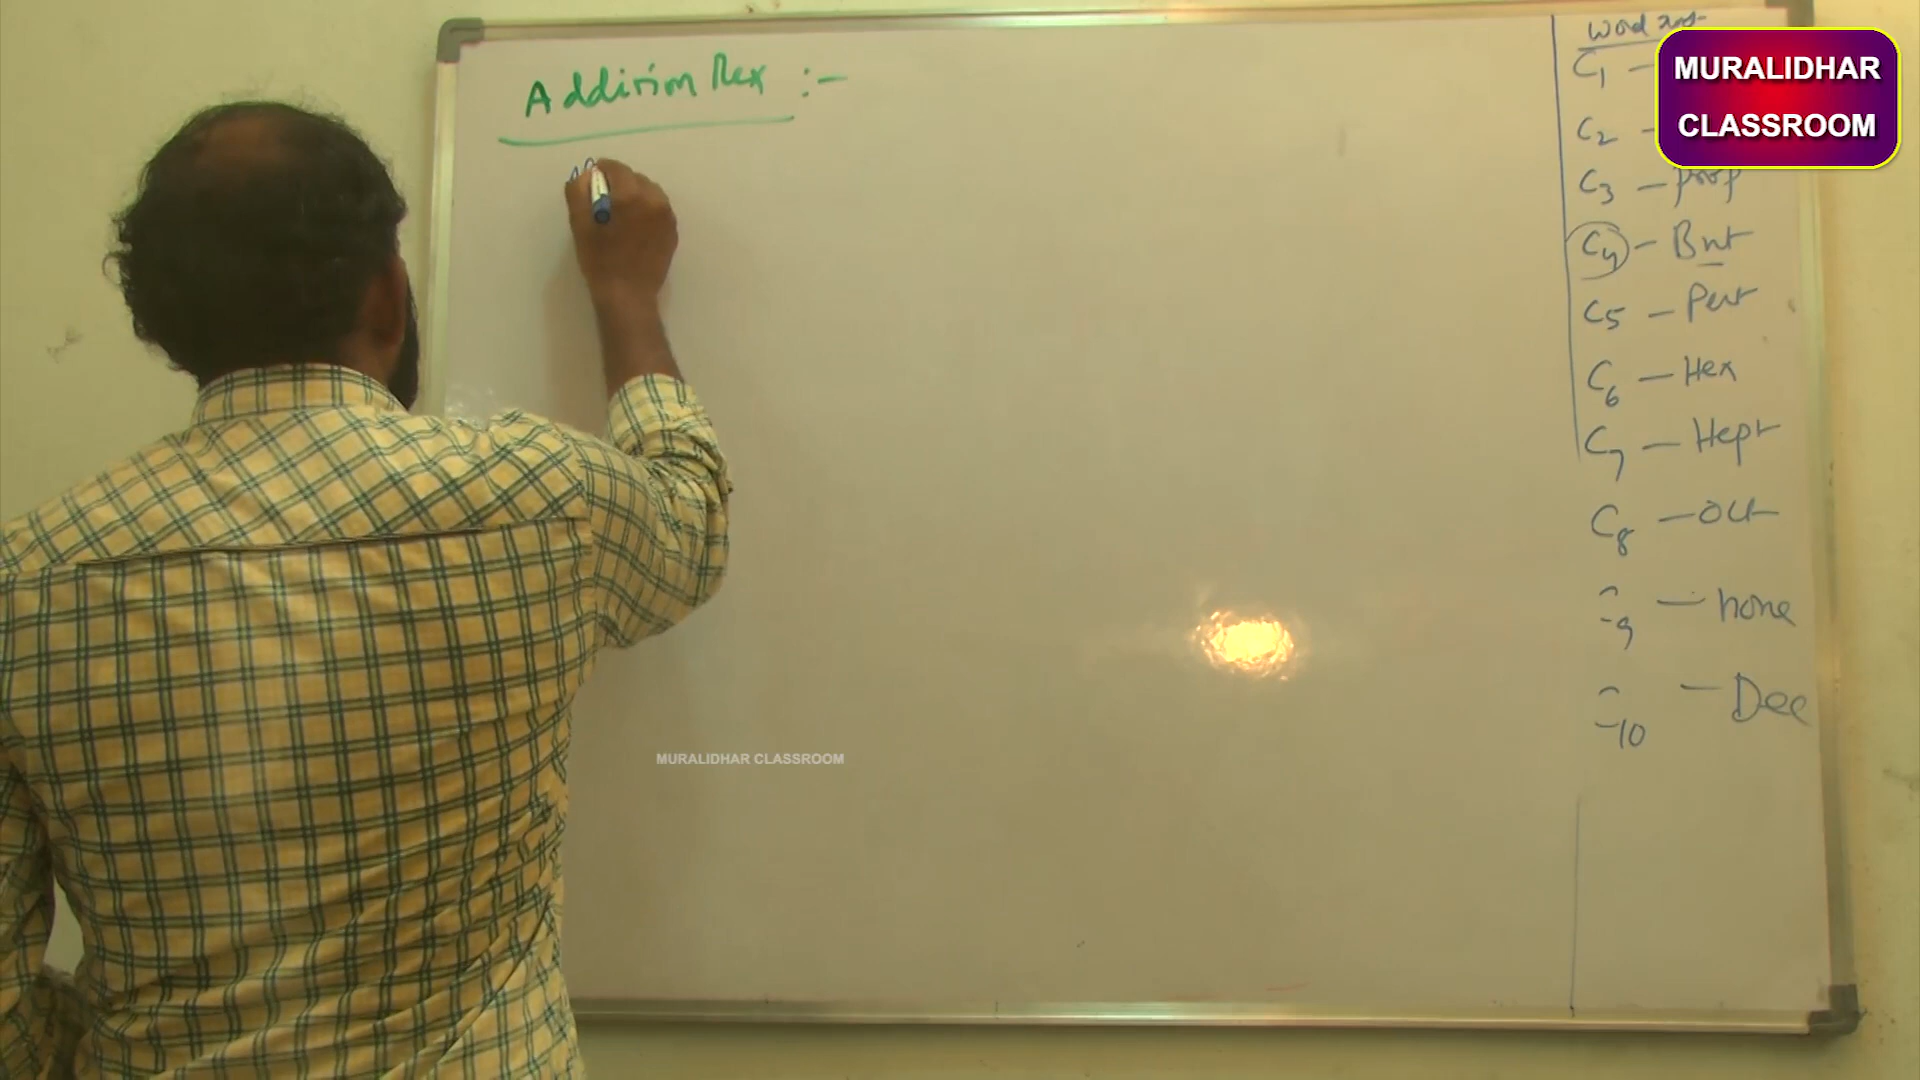 Addition Rex :-
Word root
C1 -
C2 -
C3 - prop
C4 - But
C5 - Pent
C6 - Hex
C7 - Hept
C8 - Oct
C9 - none
C10 - Dec
MURALIDHAR
CLASSROOM
MURALIDHAR CLASSROOM